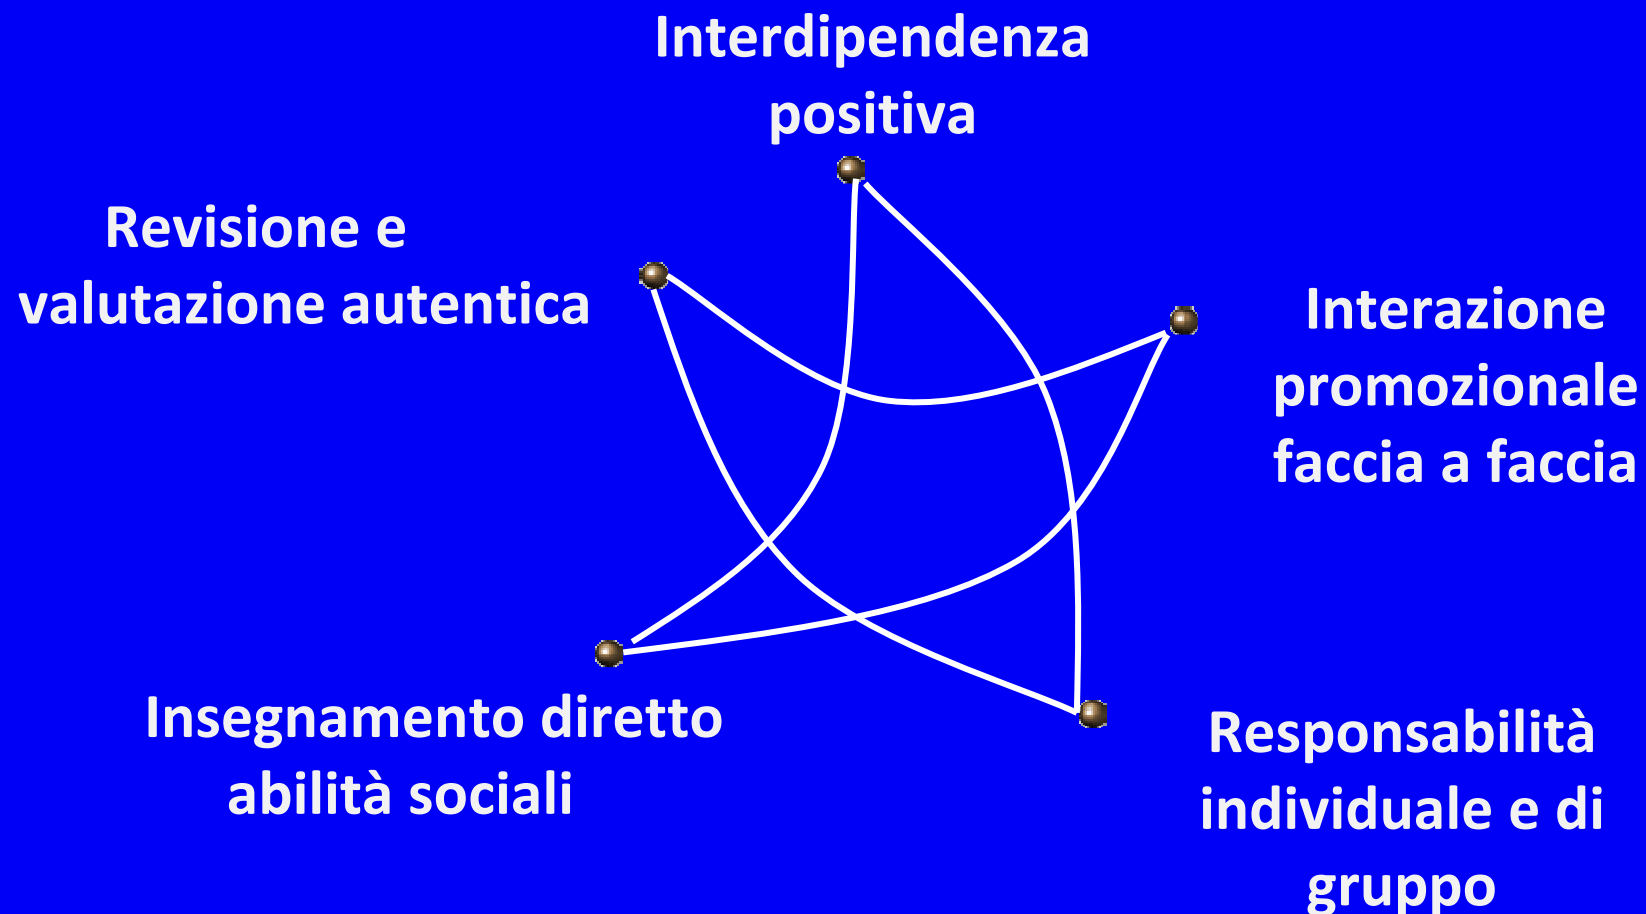 Interdipendenza
positiva
Revisione e
valutazione autentica
Interazione
promozionale
faccia a faccia
Insegnamento diretto
abilità sociali
Responsabilità
individuale e di
gruppo